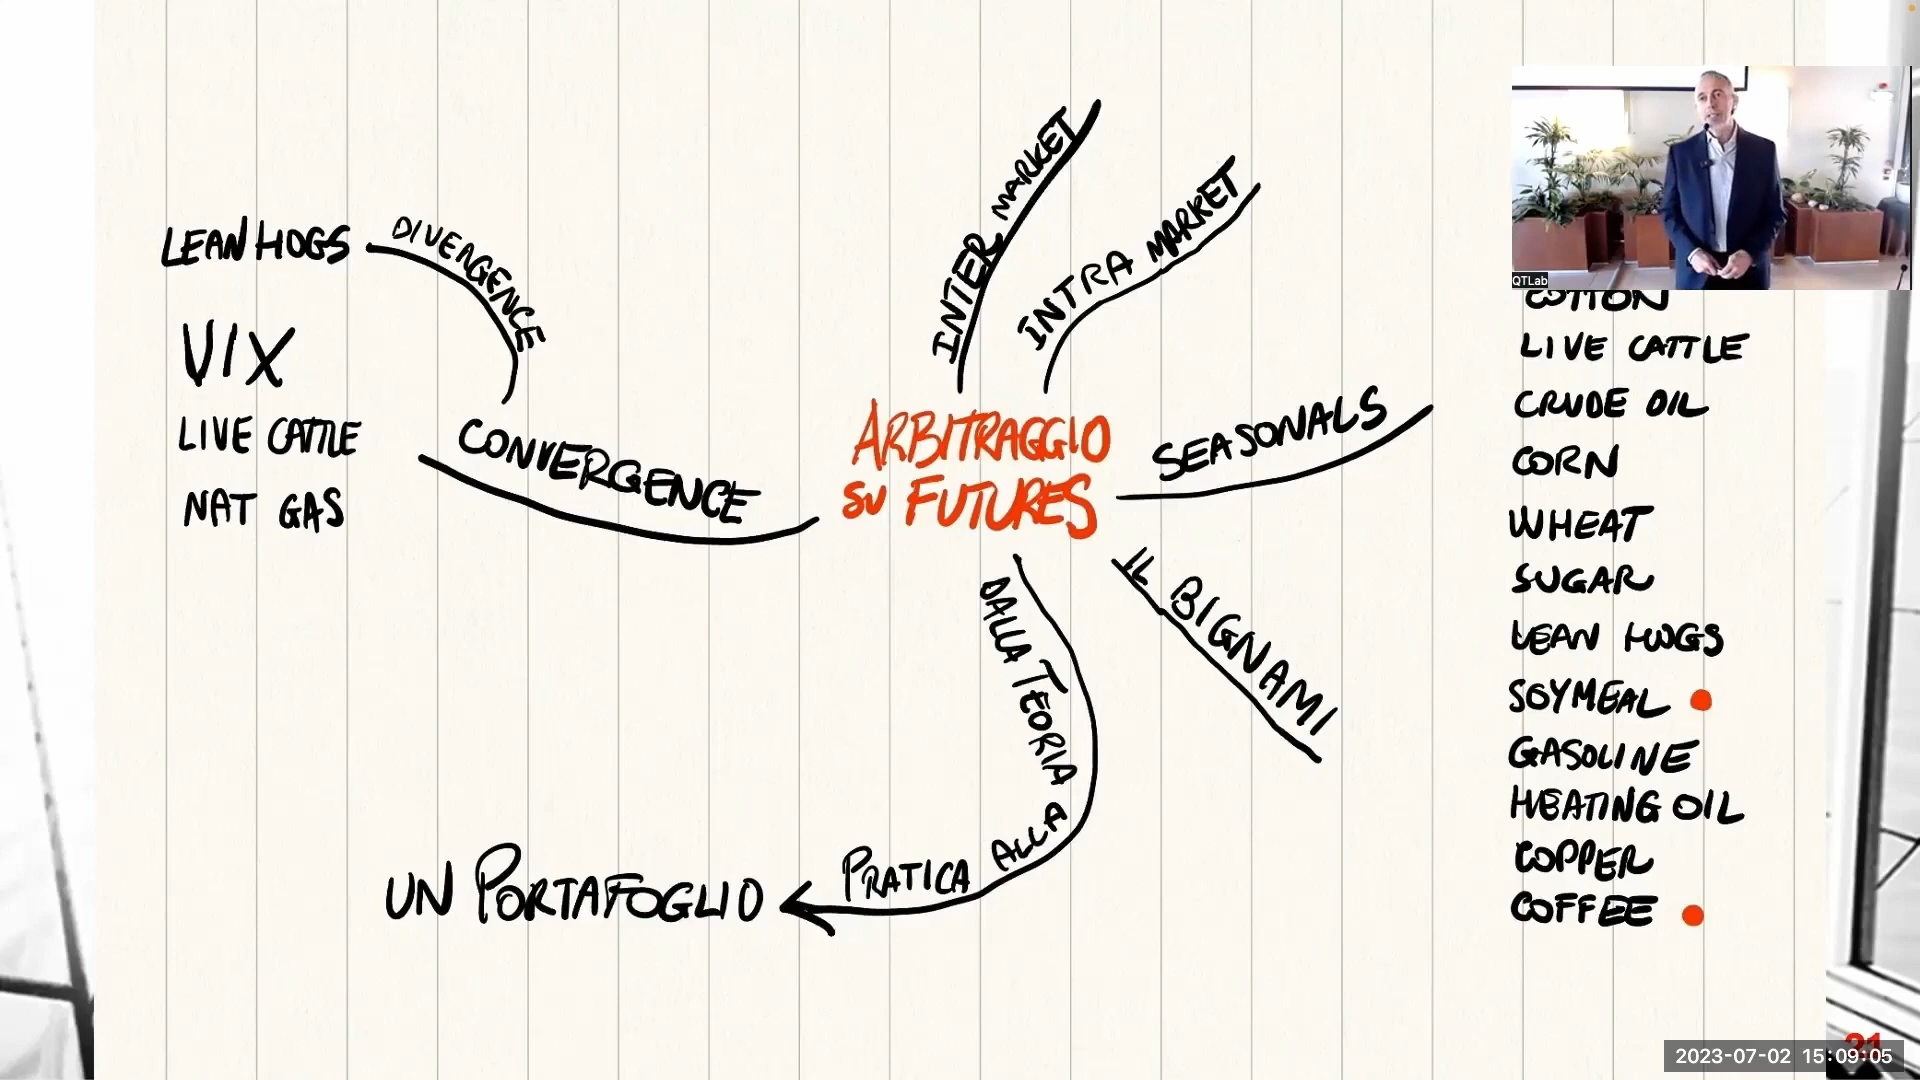 INTER MARKET
INTRA MARKET
LEAN HOGS
DIVERGENCE
VIX
LIVE CATTLE
NAT GAS
CONVERGENCE
ARBITRAGGIO
SU FUTURES
SEASONALS
IL BIGNAMI
DALLA TEORIA ALLA PRATICA
UN PORTAFOGLIO
QTLab
COTTON
LIVE CATTLE
CRUDE OIL
CORN
WHEAT
SUGAR
LEAN HOGS
SOYMEAL
GASOLINE
HEATING OIL
COPPER
COFFEE
21
2023-07-02 15:09:05